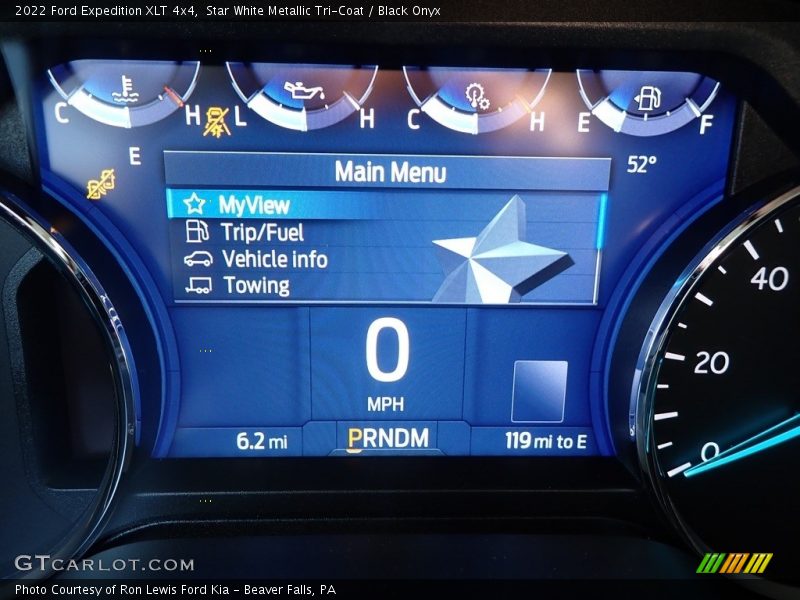 2022 Ford Expedition XLT 4x4,  Star White Metallic Tri-Coat / Black Onyx
C H L H C H E F
E
52°
Main Menu
MyView
Trip/Fuel
Vehicle info
Towing
40
20
0
0
MPH
6.2 mi
PRNDM
119 mi to E
GTCARLOT.COM
Photo Courtesy of Ron Lewis Ford Kia - Beaver Falls, PA